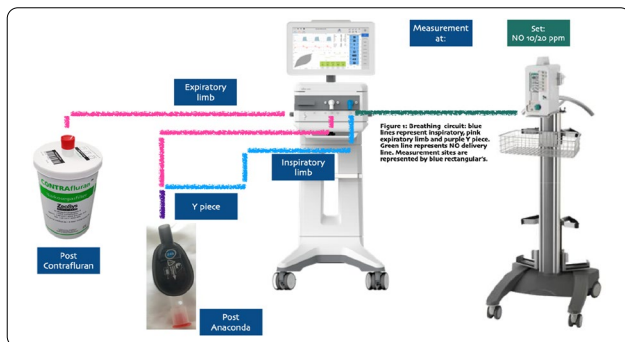 Measurement
at:
Set:
NO 10/20 ppm
Expiratory
limb
Figure 1: Breathing circuit: blue
lines represent inspiratory, pink
expiratory limb and purple Y piece.
Green line represents NO delivery
line. Measurement sites are
represented by blue rectangular's.
Inspiratory
limb
CONTRAfluran
Zeosys
Y piece
Post
Contrafluran
Post
Anaconda